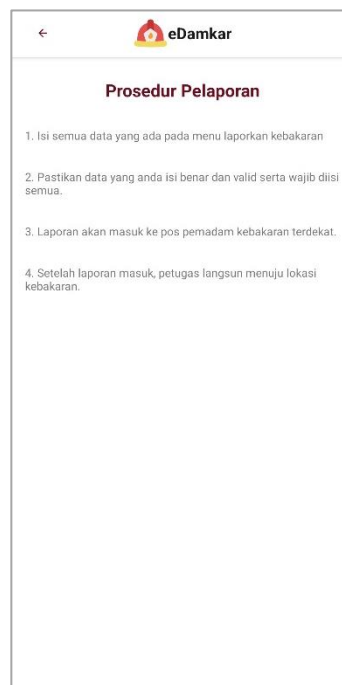 eDamkar
Prosedur Pelaporan
1. Isi semua data yang ada pada menu laporkan kebakaran
2. Pastikan data yang anda isi benar dan valid serta wajib diisi
semua.
3. Laporan akan masuk ke pos pemadam kebakaran terdekat.
4. Setelah laporan masuk, petugas langsun menuju lokasi
kebakaran.